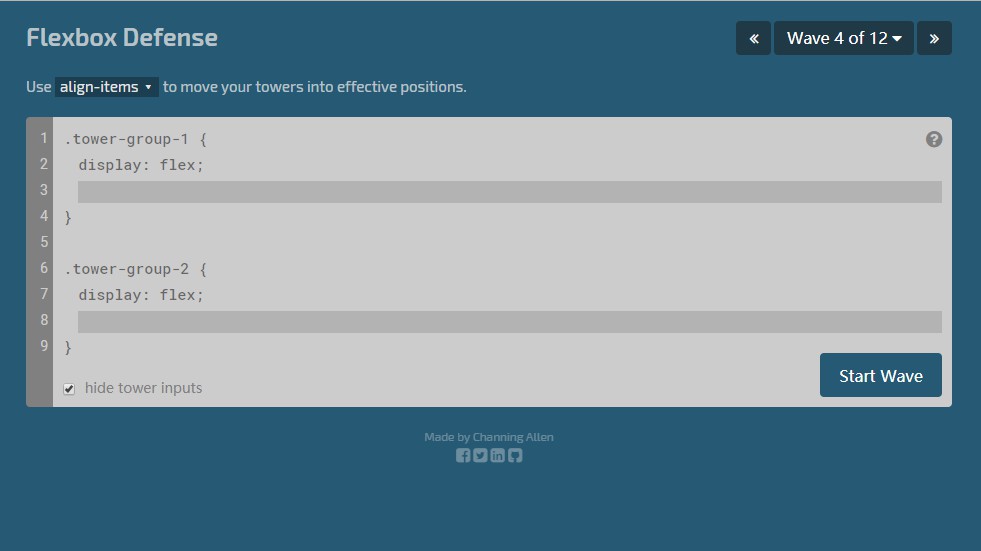 Flexbox Defense
« Wave 4 of 12 »
Use align-items to move your towers into effective positions.
1 .tower-group-1 {
2 display: flex;
3
4 }
5
6 .tower-group-2 {
7 display: flex;
8
9 }
hide tower inputs
Start Wave
Made by Channing Allen